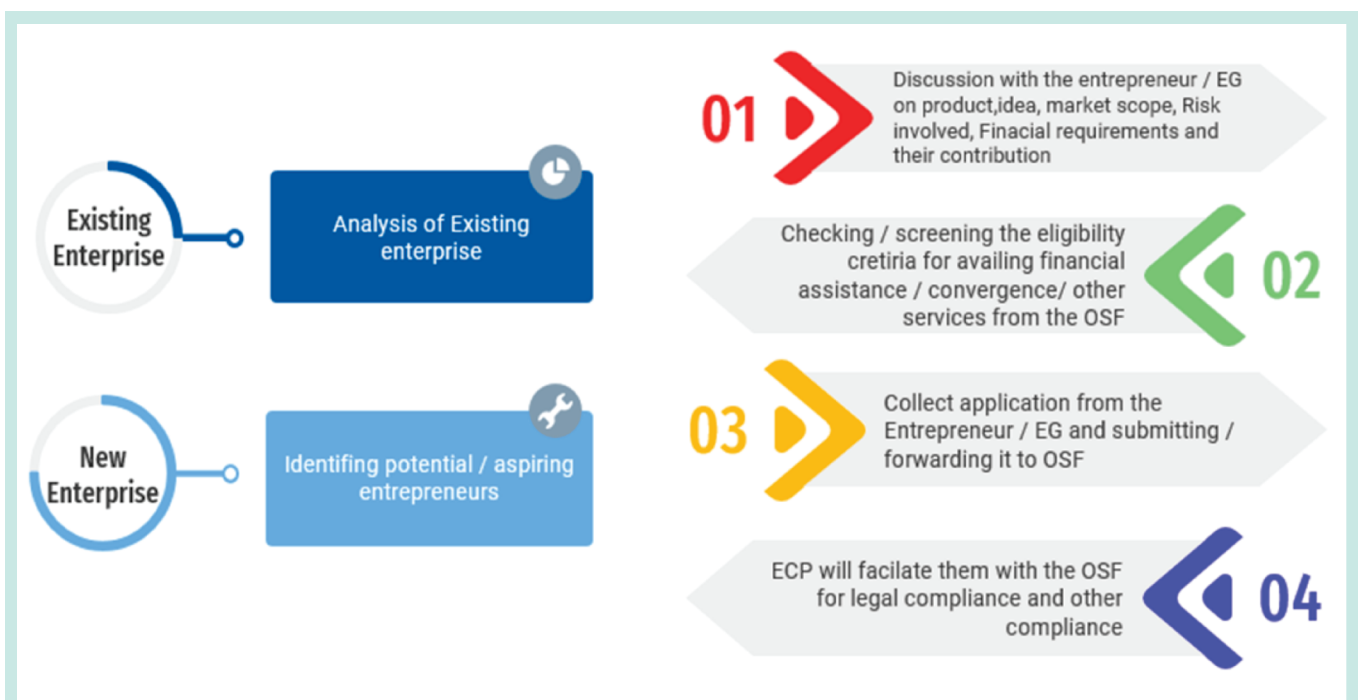 Existing
Enterprise
Analysis of Existing
enterprise
New
Enterprise
Identifing potential / aspiring
entrepreneurs
01
Discussion with the entrepreneur / EG
on product,idea, market scope, Risk
involved, Finacial requirements and
their contribution
Checking / screening the eligibility
cretiria for availing financial
assistance / convergence/ other
services from the OSF
02
03
Collect application from the
Entrepreneur / EG and submitting /
forwarding it to OSF
ECP will facilate them with the OSF
for legal compliance and other
compliance
04